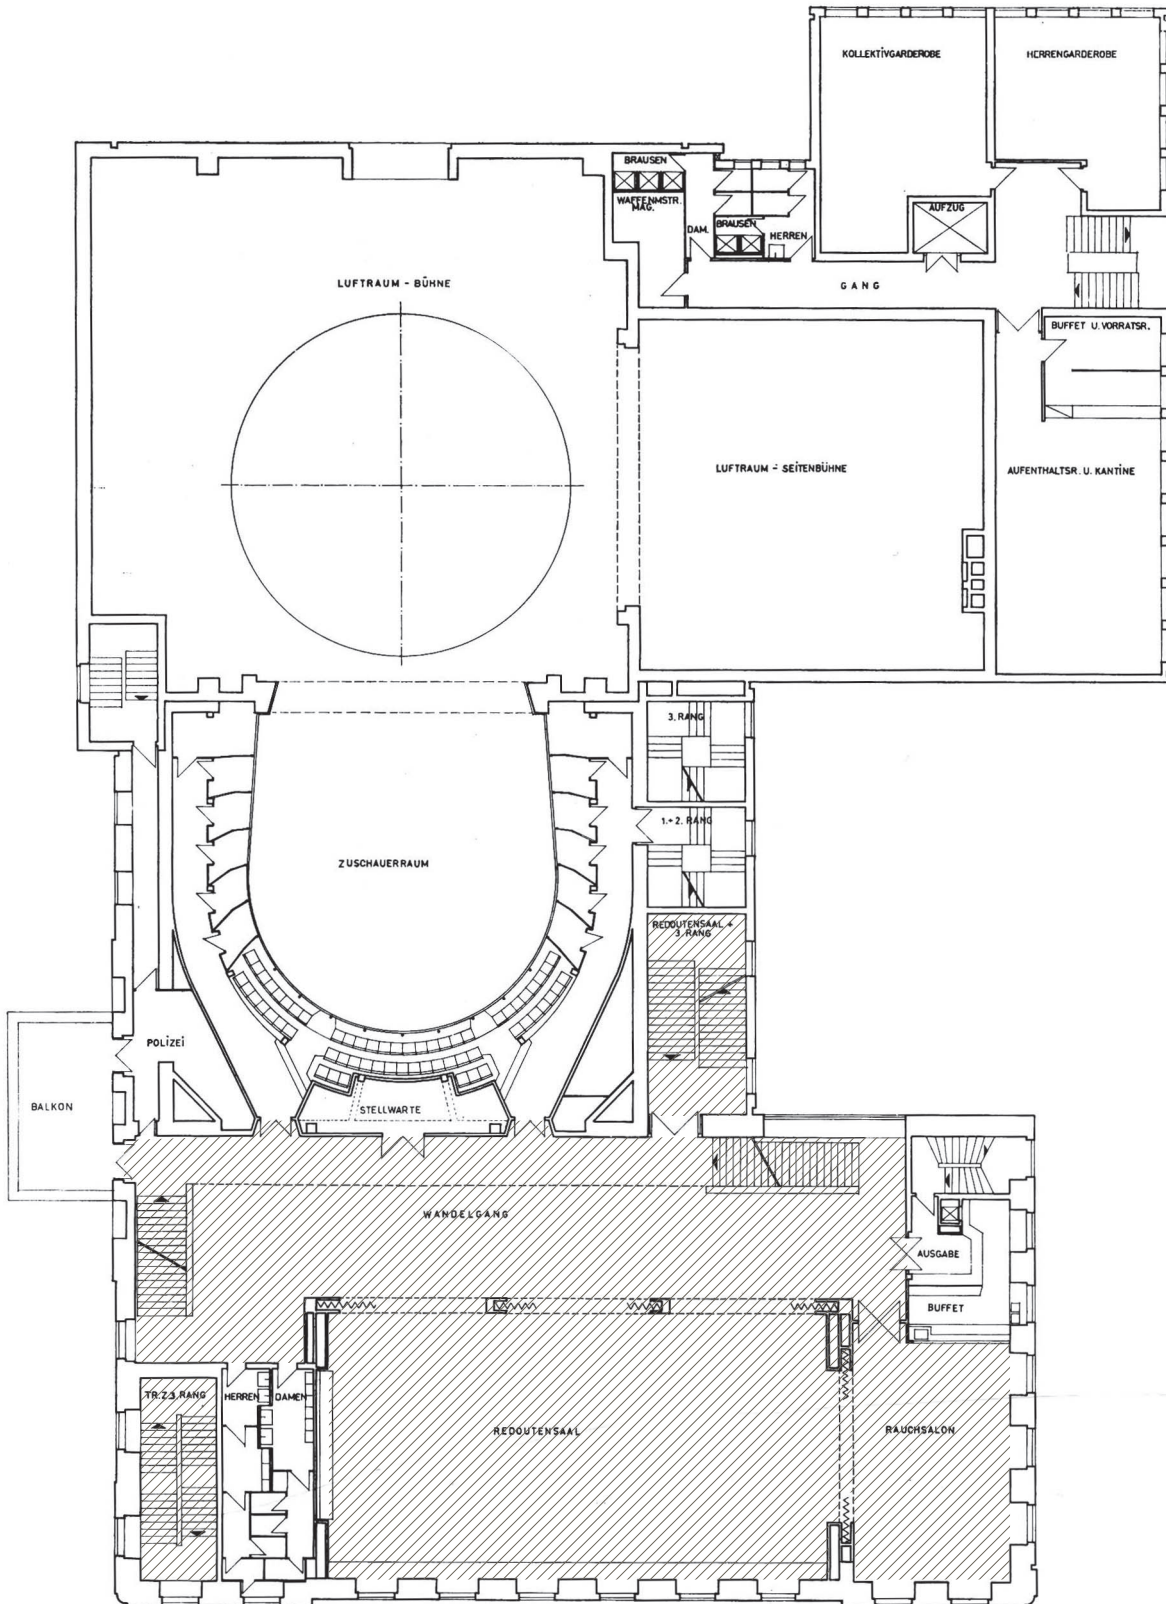 KOLLEKTIVGARDEROBE
HERRENGARDEROBE
BRAUSEN
WAFFENMSTR.
MAG.
DAM.
BRAUSEN
HERREN
AUFZUG
GANG
LUFTRAUM - BÜHNE
BUFFET U. VORRATSR.
LUFTRAUM - SEITENBÜHNE
AUFENTHALTSR. U. KANTINE
3. RANG
1.+ 2. RANG
ZUSCHAUERRAUM
REDOUTENSAAL +
3. RANG
POLIZEI
BALKON
STELLWARTE
WANDELGANG
AUSGABE
BUFFET
TR.Z.3.RANG
HERREN
DAMEN
REDOUTENSAAL
RAUCHSALON